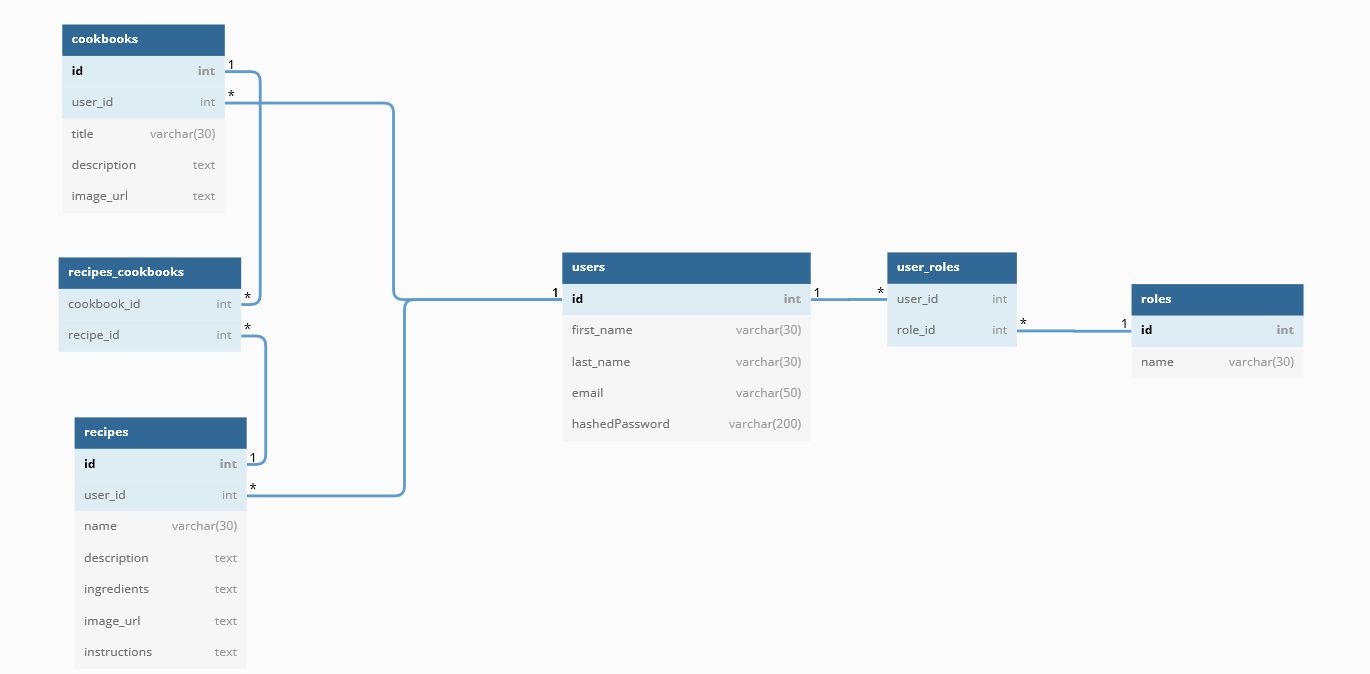 cookbooks
id int 1
user_id int *
title varchar(30)
description text
image_url text
recipes_cookbooks
cookbook_id int *
recipe_id int *
recipes
id int 1
user_id int *
name varchar(30)
description text
ingredients text
image_url text
instructions text
users
1 id int 1
first_name varchar(30)
last_name varchar(30)
email varchar(50)
hashedPassword varchar(200)
user_roles
* user_id int
role_id int *
roles
1 id int
name varchar(30)